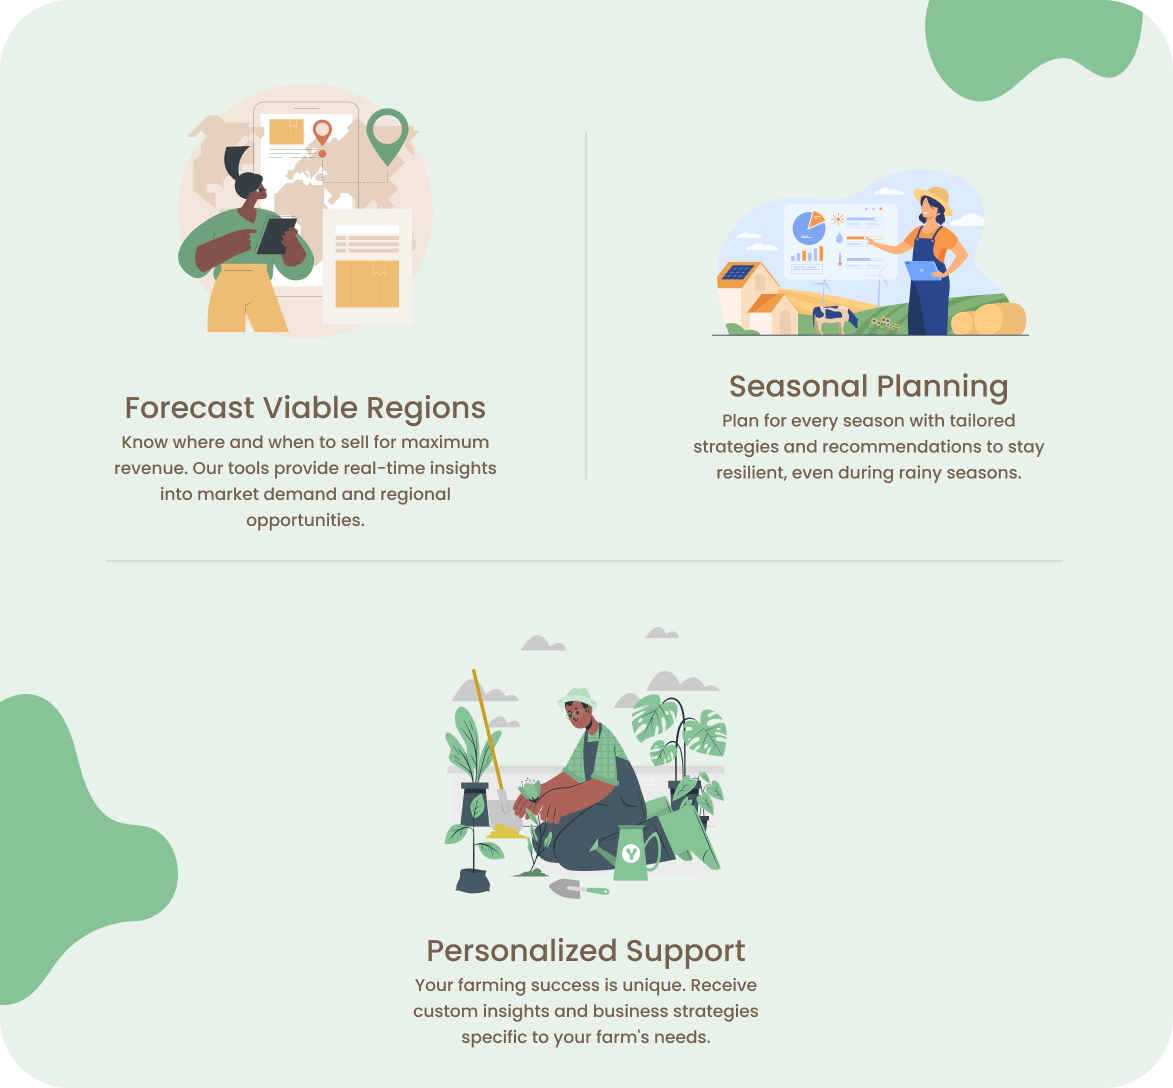 Forecast Viable Regions
Know where and when to sell for maximum
revenue. Our tools provide real-time insights
into market demand and regional
opportunities.
Seasonal Planning
Plan for every season with tailored
strategies and recommendations to stay
resilient, even during rainy seasons.
Y
Personalized Support
Your farming success is unique. Receive
custom insights and business strategies
specific to your farm's needs.